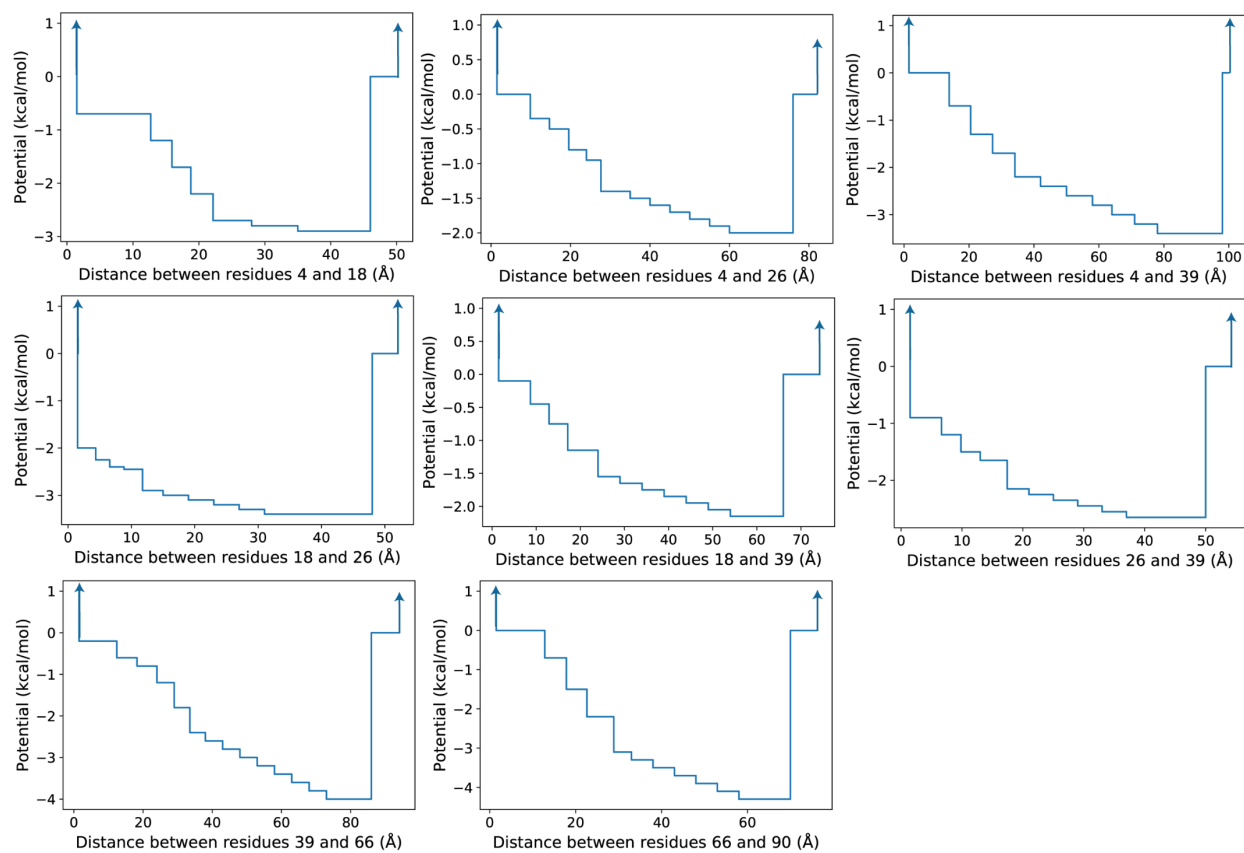 1
0
−1
−2
−3
Potential (kcal/mol)
0 10 20 30 40 50
Distance between residues 4 and 18 (Å)
1.0
0.5
0.0
−0.5
−1.0
−1.5
−2.0
Potential (kcal/mol)
0 20 40 60 80
Distance between residues 4 and 26 (Å)
1
0
−1
−2
−3
Potential (kcal/mol)
0 20 40 60 80 100
Distance between residues 4 and 39 (Å)
1
0
−1
−2
−3
Potential (kcal/mol)
0 10 20 30 40 50
Distance between residues 18 and 26 (Å)
1.0
0.5
0.0
−0.5
−1.0
−1.5
−2.0
Potential (kcal/mol)
0 10 20 30 40 50 60 70
Distance between residues 18 and 39 (Å)
1
0
−1
−2
Potential (kcal/mol)
0 10 20 30 40 50
Distance between residues 26 and 39 (Å)
1
0
−1
−2
−3
−4
Potential (kcal/mol)
0 20 40 60 80
Distance between residues 39 and 66 (Å)
1
0
−1
−2
−3
−4
Potential (kcal/mol)
0 20 40 60
Distance between residues 66 and 90 (Å)